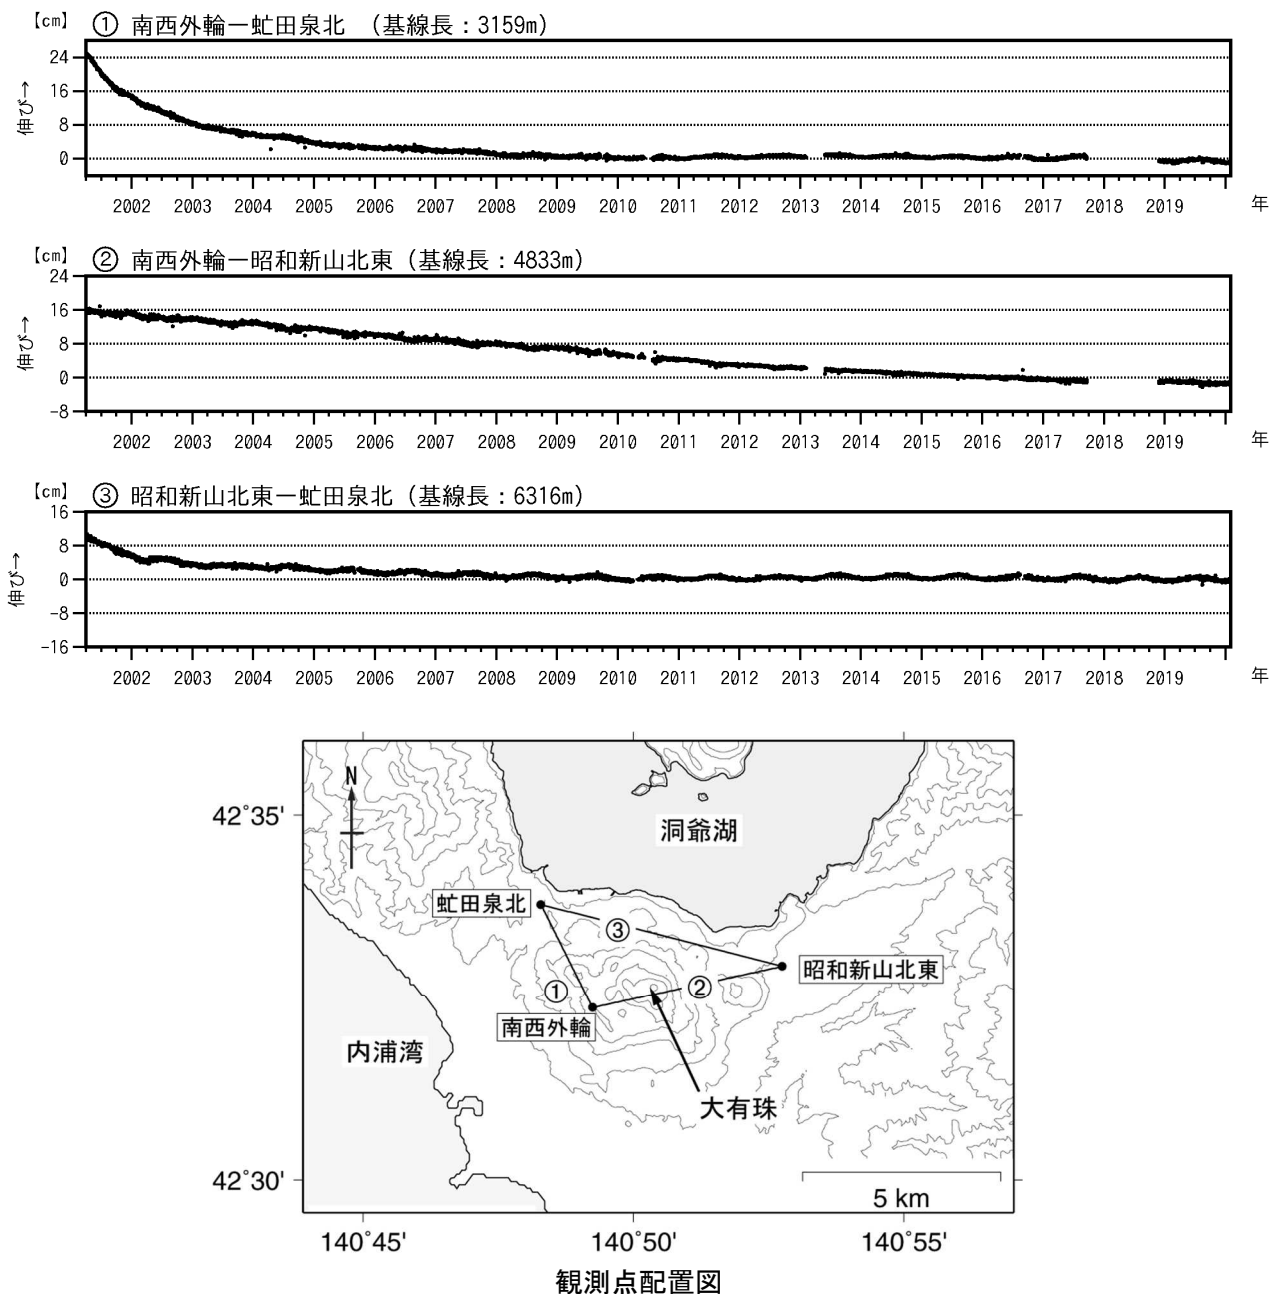 【cm】 ① 南西外輪ー虻田泉北 (基線長：3159m)
24
16
8
0
伸び→
2002 2003 2004 2005 2006 2007 2008 2009 2010 2011 2012 2013 2014 2015 2016 2017 2018 2019 年
【cm】 ② 南西外輪ー昭和新山北東（基線長：4833m）
24
16
8
0
-8
伸び→
2002 2003 2004 2005 2006 2007 2008 2009 2010 2011 2012 2013 2014 2015 2016 2017 2018 2019 年
【cm】 ③ 昭和新山北東ー虻田泉北（基線長：6316m）
16
8
0
-8
-16
伸び→
2002 2003 2004 2005 2006 2007 2008 2009 2010 2011 2012 2013 2014 2015 2016 2017 2018 2019 年
N
42°35'
洞爺湖
虻田泉北
③
昭和新山北東
②
①
南西外輪
内浦湾
大有珠
42°30'
5 km
140°45' 140°50' 140°55'
観測点配置図